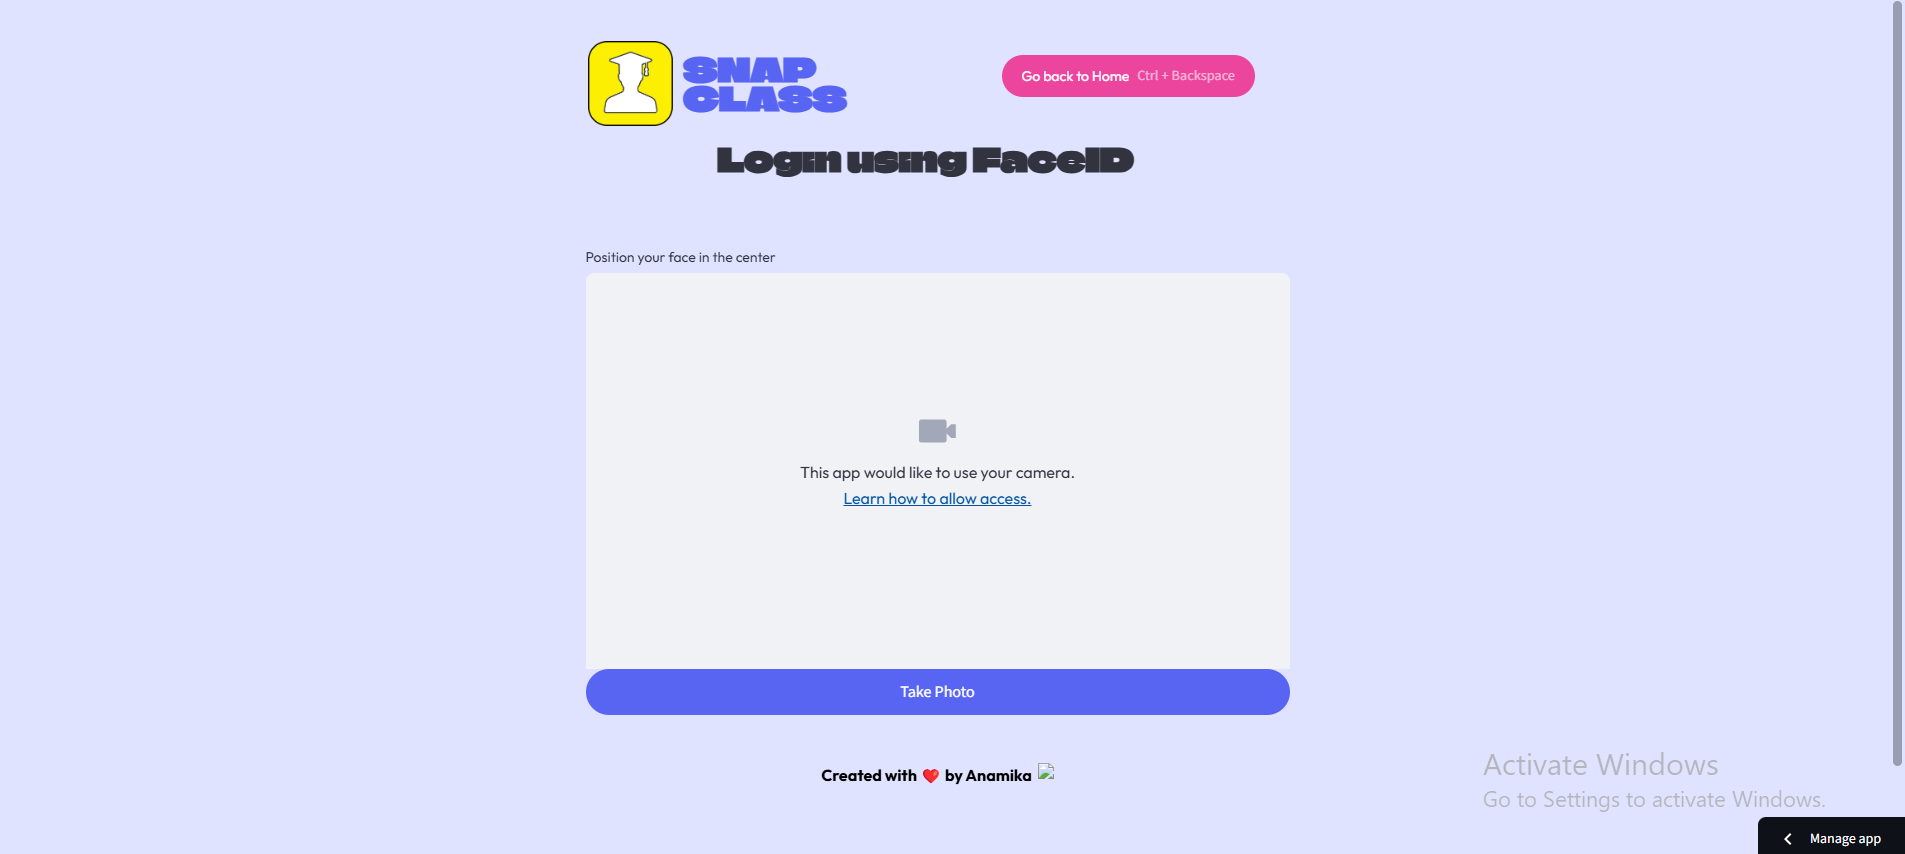 SNAP
CLASS
Go back to Home Ctrl + Backspace
Login using FaceID
Position your face in the center
This app would like to use your camera.
Learn how to allow access.
Take Photo
Created with ❤️ by Anamika
Activate Windows
Go to Settings to activate Windows.
Manage app